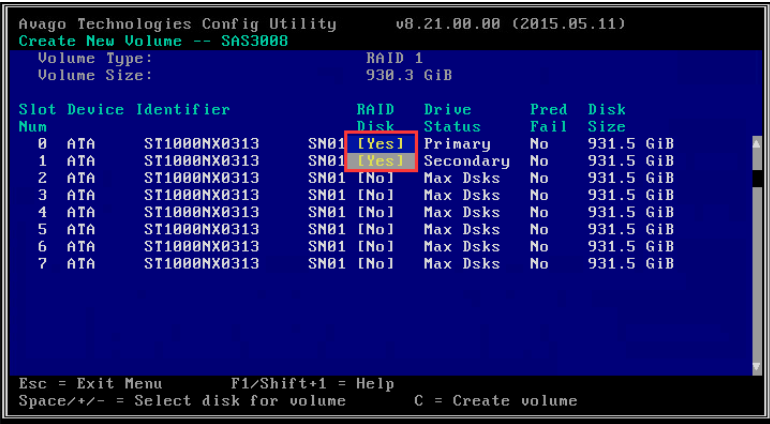 Avago Technologies Config Utility v8.21.00.00 (2015.05.11)
Create New Volume -- SAS3008
Volume Type: RAID 1
Volume Size: 930.3 GiB
Slot Device Identifier RAID Drive Pred Disk
Num Disk Status Fail Size
0 ATA ST1000NX0313 SN01 [Yes] Primary No 931.5 GiB
1 ATA ST1000NX0313 SN01 [Yes] Secondary No 931.5 GiB
2 ATA ST1000NX0313 SN01 [No] Max Dsks No 931.5 GiB
3 ATA ST1000NX0313 SN01 [No] Max Dsks No 931.5 GiB
4 ATA ST1000NX0313 SN01 [No] Max Dsks No 931.5 GiB
5 ATA ST1000NX0313 SN01 [No] Max Dsks No 931.5 GiB
6 ATA ST1000NX0313 SN01 [No] Max Dsks No 931.5 GiB
7 ATA ST1000NX0313 SN01 [No] Max Dsks No 931.5 GiB
Esc = Exit Menu F1/Shift+1 = Help
Space/+/- = Select disk for volume C = Create volume